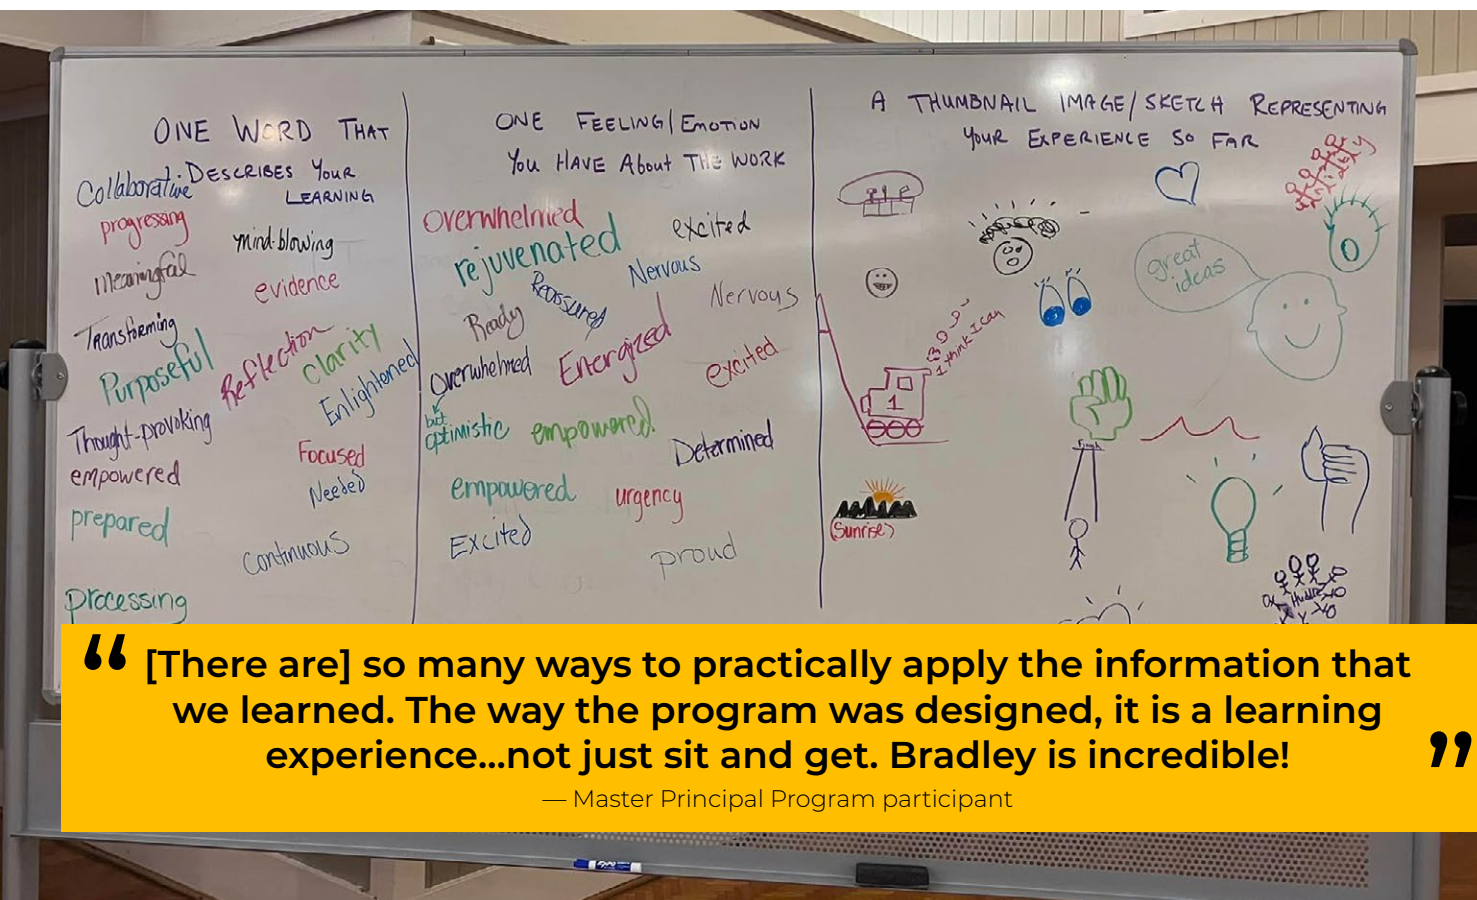 ONE WORD THAT
DESCRIBES YOUR
LEARNING
Collaborative
progressing
mind-blowing
meaningful
evidence
Transforming
Purposeful
Reflection
Clarity
Enlightened
Thought-provoking
Focused
empowered
Needed
prepared
Continuous
processing
ONE FEELING/EMOTION
YOU HAVE About THE WORK
Overwhelmed
excited
rejuvenated
Nervous
Reassured
Nervous
Ready
Energized
Overwhelmed
excited
but
optimistic
empowered
Determined
empowered
urgency
Excited
proud
A THUMBNAIL IMAGE/SKETCH REPRESENTING
YOUR EXPERIENCE SO FAR
great
ideas
I think I can
1
Finish
(Sunrise)
“ [There are] so many ways to practically apply the information that
we learned. The way the program was designed, it is a learning
experience...not just sit and get. Bradley is incredible! ”
— Master Principal Program participant